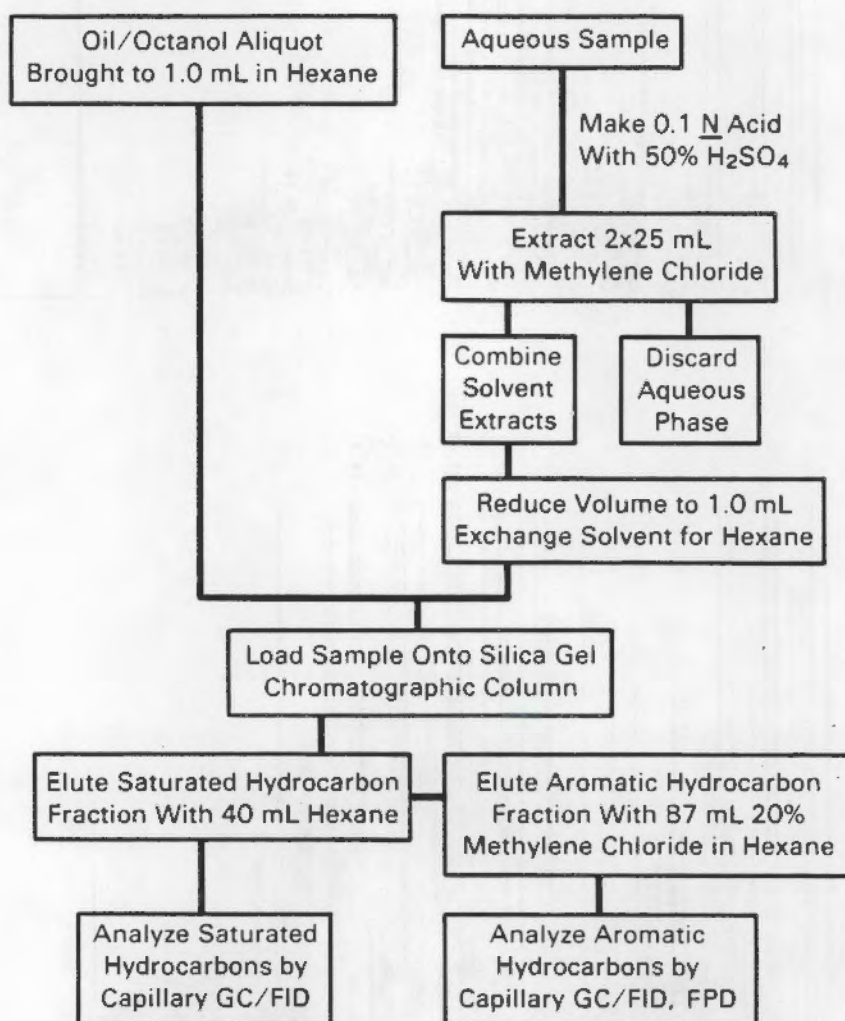 Oil/Octanol Aliquot
Brought to 1.0 mL in Hexane
Aqueous Sample
Make 0.1 N Acid
With 50% H₂SO₄
Extract 2x25 mL
With Methylene Chloride
Combine
Solvent
Extracts
Discard
Aqueous
Phase
Reduce Volume to 1.0 mL
Exchange Solvent for Hexane
Load Sample Onto Silica Gel
Chromatographic Column
Elute Saturated Hydrocarbon
Fraction With 40 mL Hexane
Elute Aromatic Hydrocarbon
Fraction With B7 mL 20%
Methylene Chloride in Hexane
Analyze Saturated
Hydrocarbons by
Capillary GC/FID
Analyze Aromatic
Hydrocarbons by
Capillary GC/FID, FPD